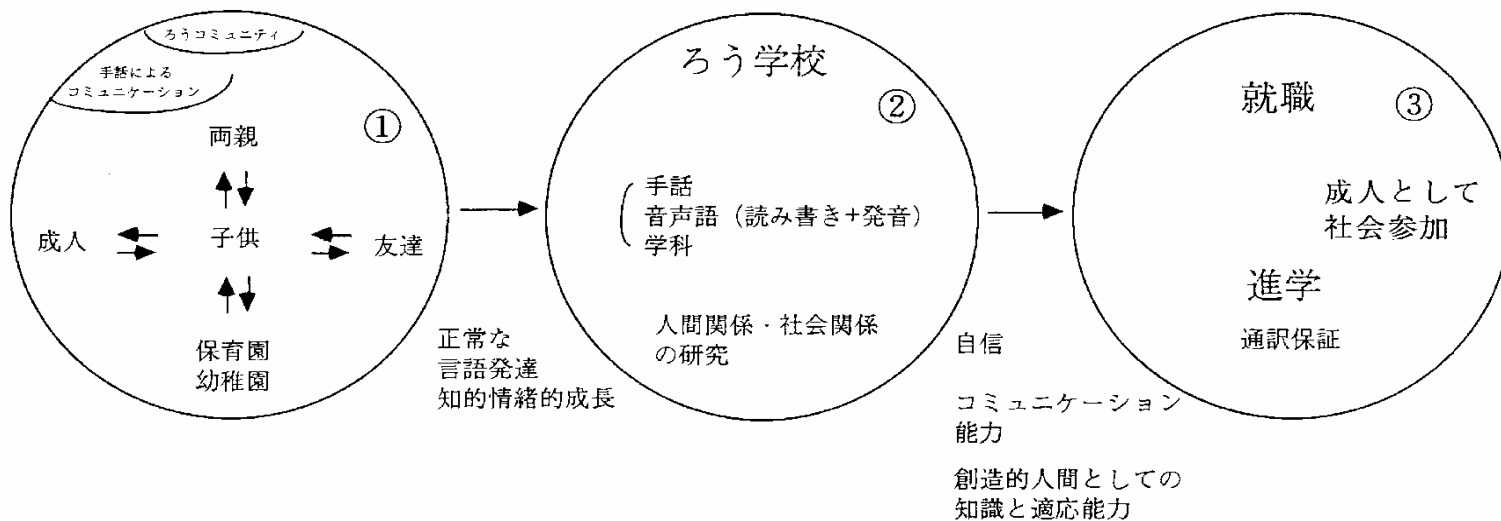 ろうコミュニティ
手話による
コミュニケーション
①
両親
成人
子供
友達
保育園
幼稚園
正常な
言語発達
知的情緒的成長
ろう学校
②
手話
音声語（読み書き+発音）
学科
人間関係・社会関係
の研究
自信
コミュニケーション
能力
創造的人間としての
知識と適応能力
就職
③
成人として
社会参加
進学
通訳保証